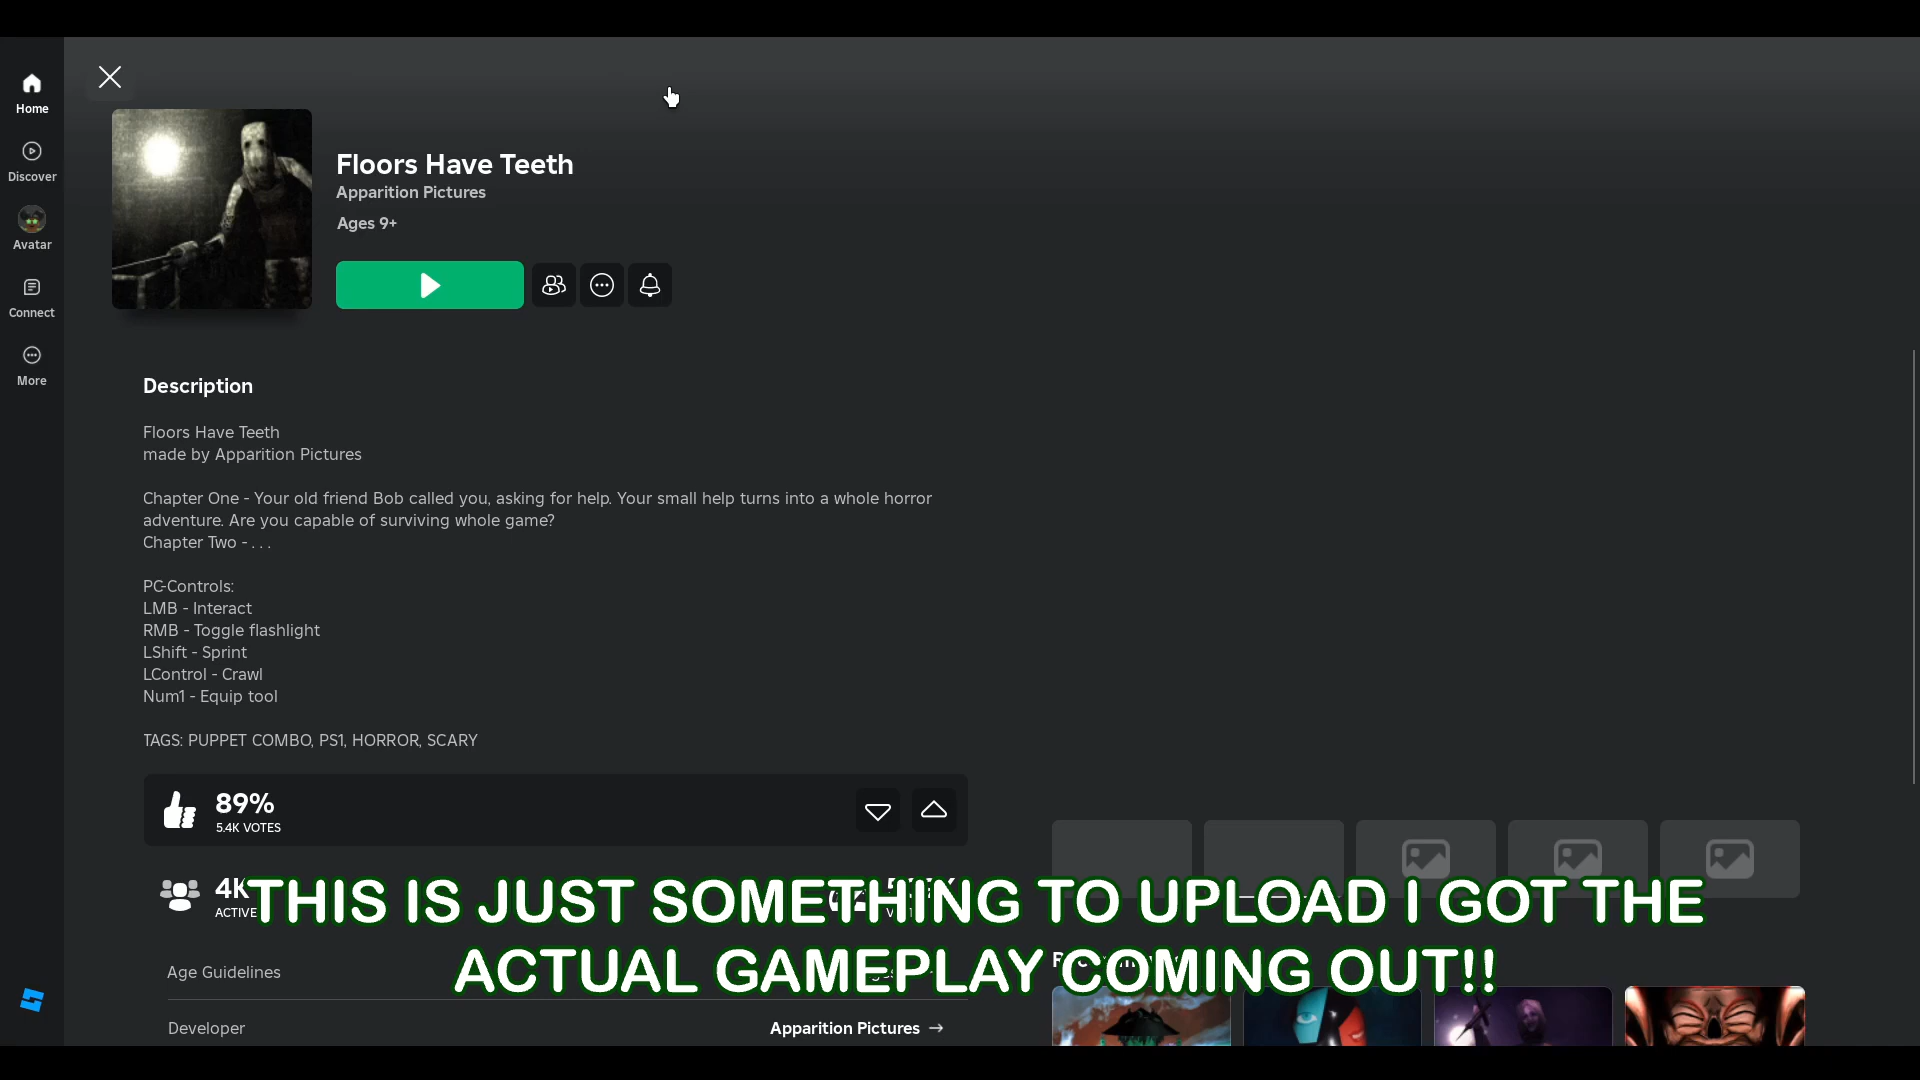 Home
Discover
Avatar
Connect
More
Floors Have Teeth
Apparition Pictures
Ages 9+
Description
Floors Have Teeth
made by Apparition Pictures
Chapter One - Your old friend Bob called you, asking for help. Your small help turns into a whole horror
adventure. Are you capable of surviving whole game?
Chapter Two - . . .
PC-Controls:
LMB - Interact
RMB - Toggle flashlight
LShift - Sprint
LControl - Crawl
Num1 - Equip tool
TAGS: PUPPET COMBO, PS1, HORROR, SCARY
89%
5.4K VOTES
4K
ACTIVE
THIS IS JUST SOMETHING TO UPLOAD I GOT THE
ACTUAL GAMEPLAY COMING OUT!!
Age Guidelines
Developer
Apparition Pictures →